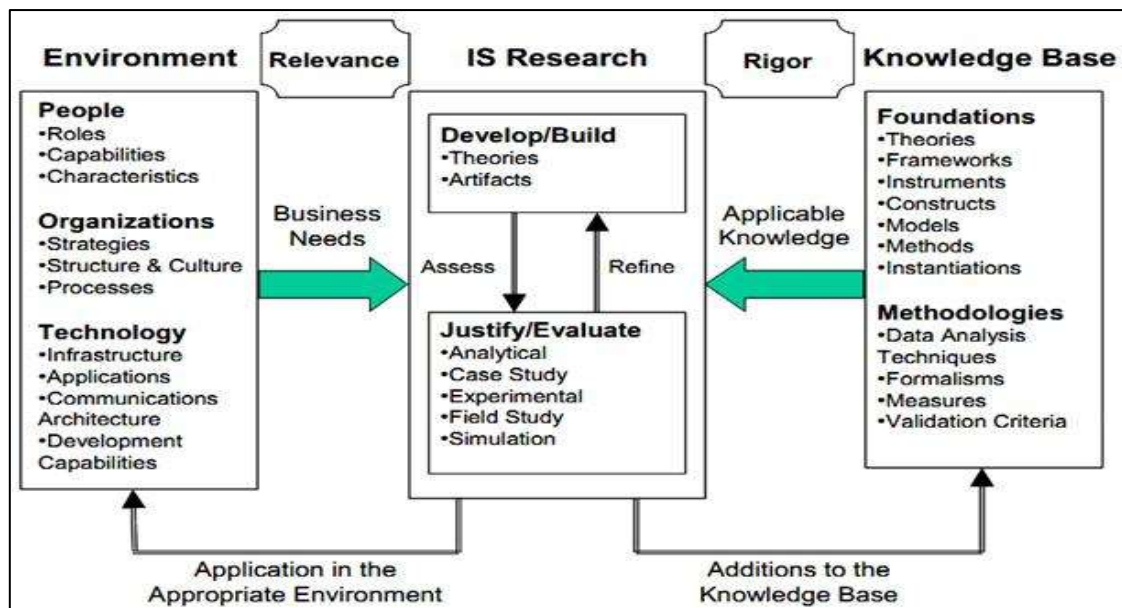 Environment
Relevance
IS Research
Rigor
Knowledge Base
People
•Roles
•Capabilities
•Characteristics
Organizations
•Strategies
•Structure & Culture
•Processes
Technology
•Infrastructure
•Applications
•Communications
Architecture
•Development
Capabilities
Business
Needs
Develop/Build
•Theories
•Artifacts
Assess
Refine
Justify/Evaluate
•Analytical
•Case Study
•Experimental
•Field Study
•Simulation
Applicable
Knowledge
Foundations
•Theories
•Frameworks
•Instruments
•Constructs
•Models
•Methods
•Instantiations
Methodologies
•Data Analysis
Techniques
•Formalisms
•Measures
•Validation Criteria
Application in the
Appropriate Environment
Additions to the
Knowledge Base